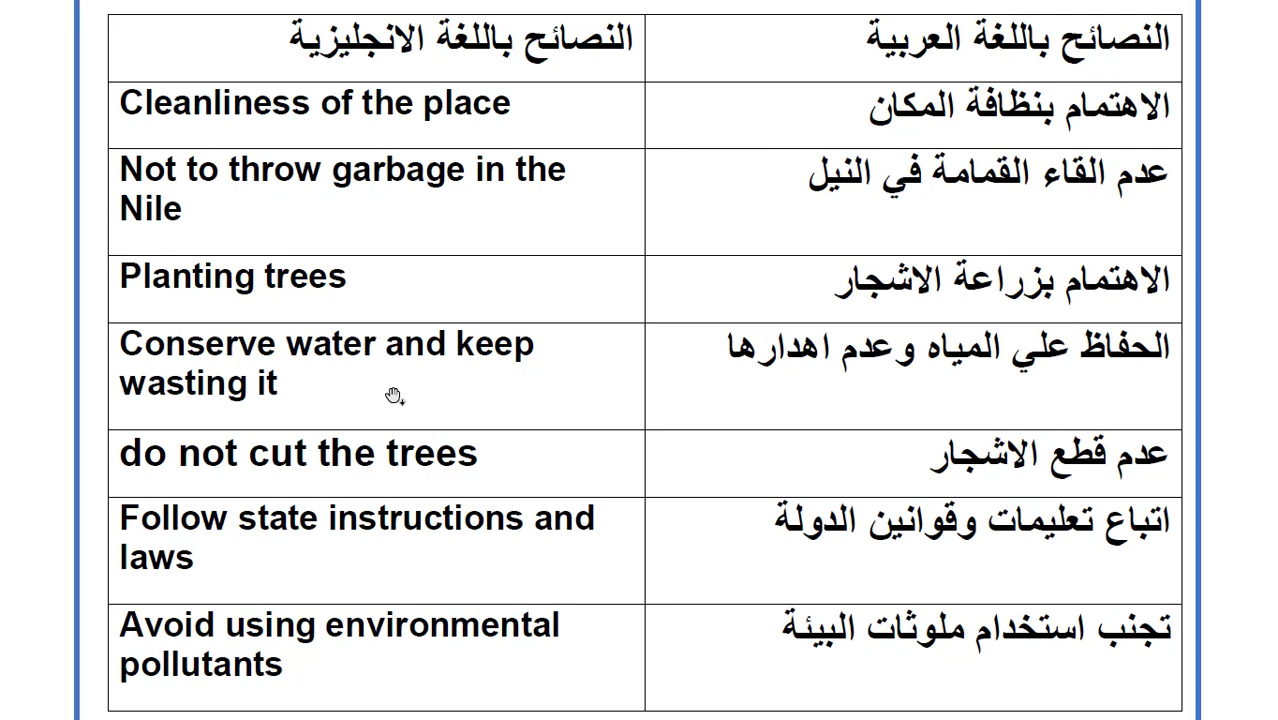 النصائح باللغة العربية
النصائح باللغة الانجليزية
الاهتمام بنظافة المكان
Cleanliness of the place
عدم القاء القمامة في النيل
Not to throw garbage in the
Nile
الاهتمام بزراعة الاشجار
Planting trees
الحفاظ علي المياه وعدم اهدارها
Conserve water and keep
wasting it
عدم قطع الاشجار
do not cut the trees
اتباع تعليمات وقوانين الدولة
Follow state instructions and
laws
تجنب استخدام ملوثات البيئة
Avoid using environmental
pollutants